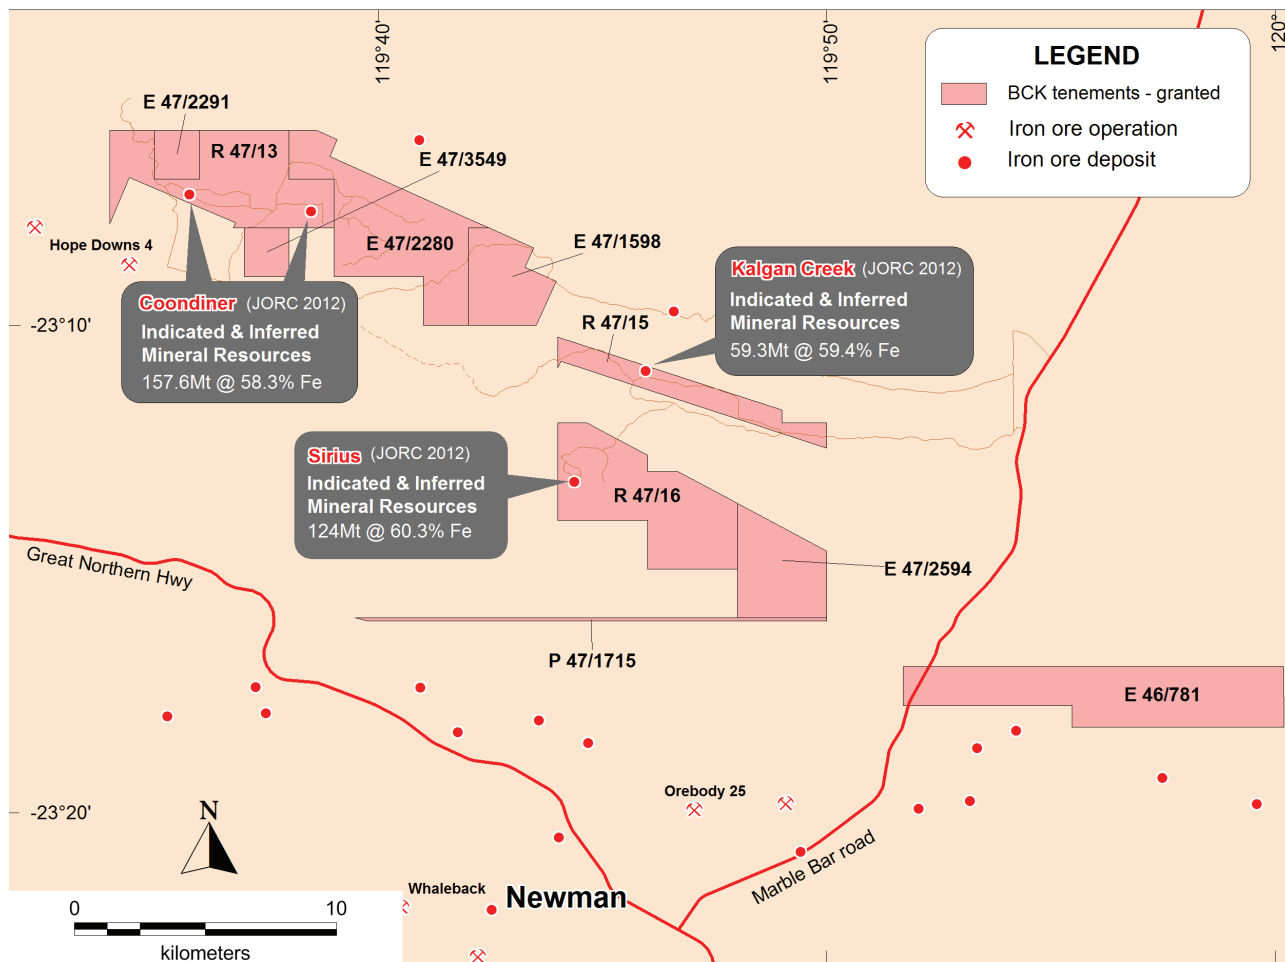 119°40'
119°50'
120°
LEGEND
BCK tenements - granted
Iron ore operation
Iron ore deposit
E 47/2291
R 47/13
E 47/3549
Hope Downs 4
E 47/2280
E 47/1598
Coondiner (JORC 2012)
Indicated & Inferred
Mineral Resources
157.6Mt @ 58.3% Fe
Kalgan Creek (JORC 2012)
Indicated & Inferred
Mineral Resources
59.3Mt @ 59.4% Fe
-23°10'
R 47/15
Sirius (JORC 2012)
Indicated & Inferred
Mineral Resources
124Mt @ 60.3% Fe
R 47/16
Great Northern Hwy
E 47/2594
P 47/1715
E 46/781
Orebody 25
-23°20'
N
Marble Bar road
Whaleback
Newman
0 10
kilometers